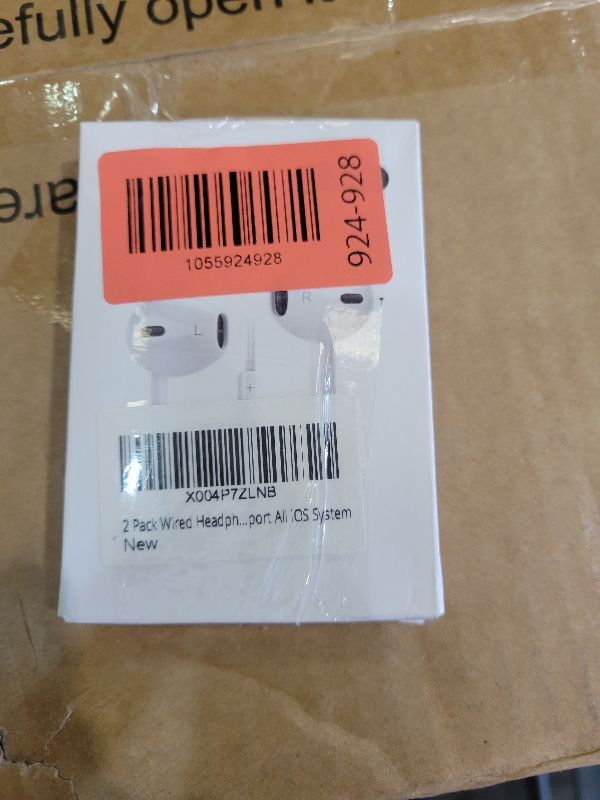 efully open
are
1055924928
924-928
L
R
+
X004P7ZLNB
2 Pack Wired Headph...port All iOS System
New